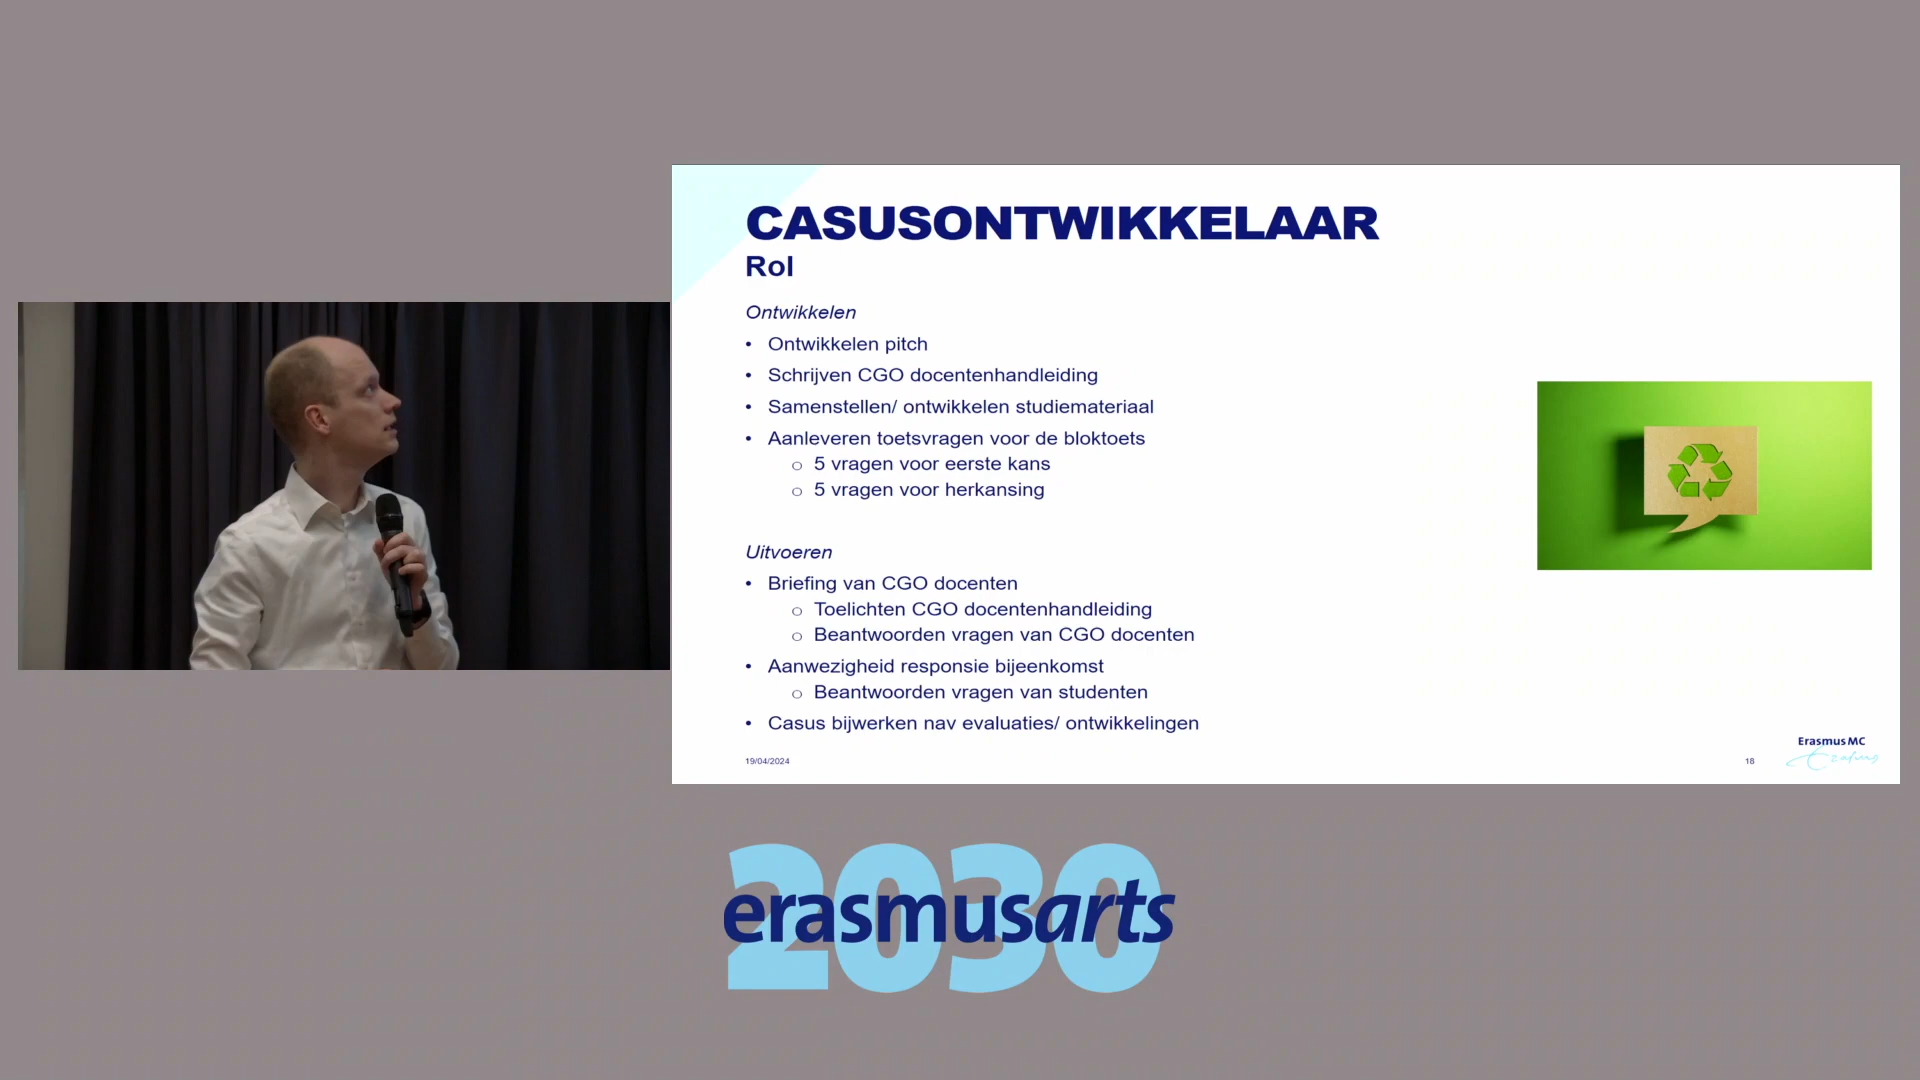 CASUSONTWIKKELAAR
Rol
Ontwikkelen
• Ontwikkelen pitch
• Schrijven CGO docentenhandleiding
• Samenstellen/ ontwikkelen studiemateriaal
• Aanleveren toetsvragen voor de bloktoets
o 5 vragen voor eerste kans
o 5 vragen voor herkansing
Uitvoeren
• Briefing van CGO docenten
o Toelichten CGO docentenhandleiding
o Beantwoorden vragen van CGO docenten
• Aanwezigheid responsie bijeenkomst
o Beantwoorden vragen van studenten
• Casus bijwerken nav evaluaties/ ontwikkelingen
19/04/2024
18
Erasmus MC
Erasmus
2030
erasmusarts